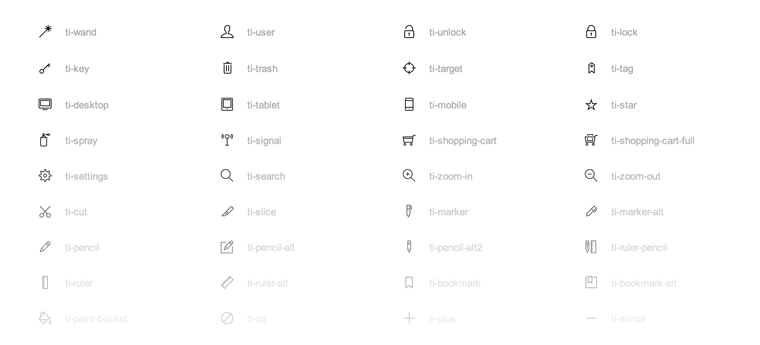 ti-wand ti-user ti-unlock ti-lock
ti-key ti-trash ti-target ti-tag
ti-desktop ti-tablet ti-mobile ti-star
ti-spray ti-signal ti-shopping-cart ti-shopping-cart-full
ti-settings ti-search ti-zoom-in ti-zoom-out
ti-cut ti-slice ti-marker ti-marker-alt
ti-pencil ti-pencil-alt ti-pencil-alt2 ti-ruler-pencil
ti-ruler ti-ruler-alt ti-bookmark ti-bookmark-alt
ti-paint-bucket ti-na ti-plus ti-minus